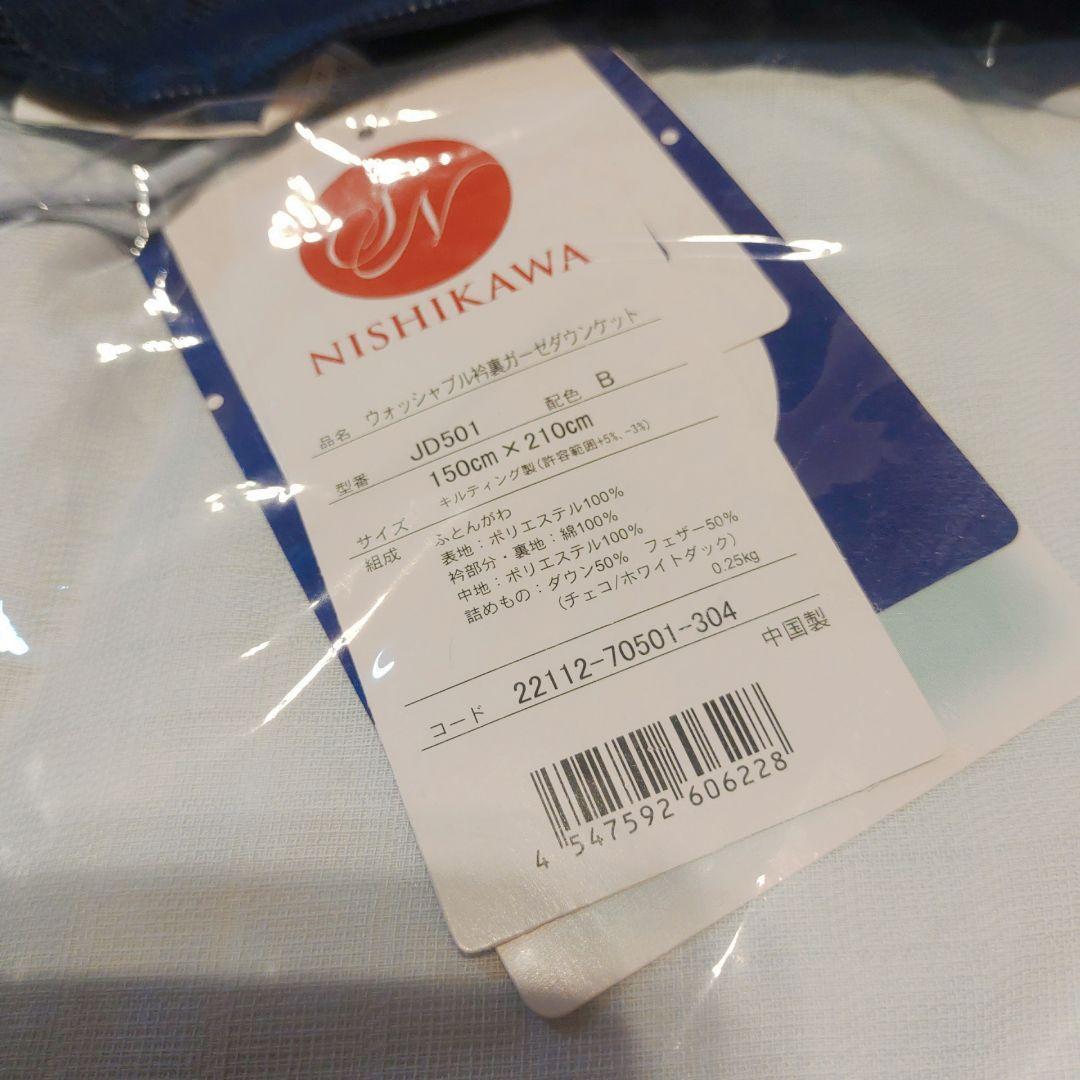 SN
NISHIKAWA
品名 ウォッシャブル衿裏ガーゼダウンケット
型番 JD501 配色 B
サイズ 150cm×210cm
キルティング製(許容範囲+5%、-3%)
組成 ふとんがわ
表地:ポリエステル100%
衿部分・裏地:綿100%
中地:ポリエステル100%
詰めもの:ダウン50% フェザー50%
(チェコ/ホワイトダック)
0.25kg
コード 22112-70501-304
中国製
4 547592 606228